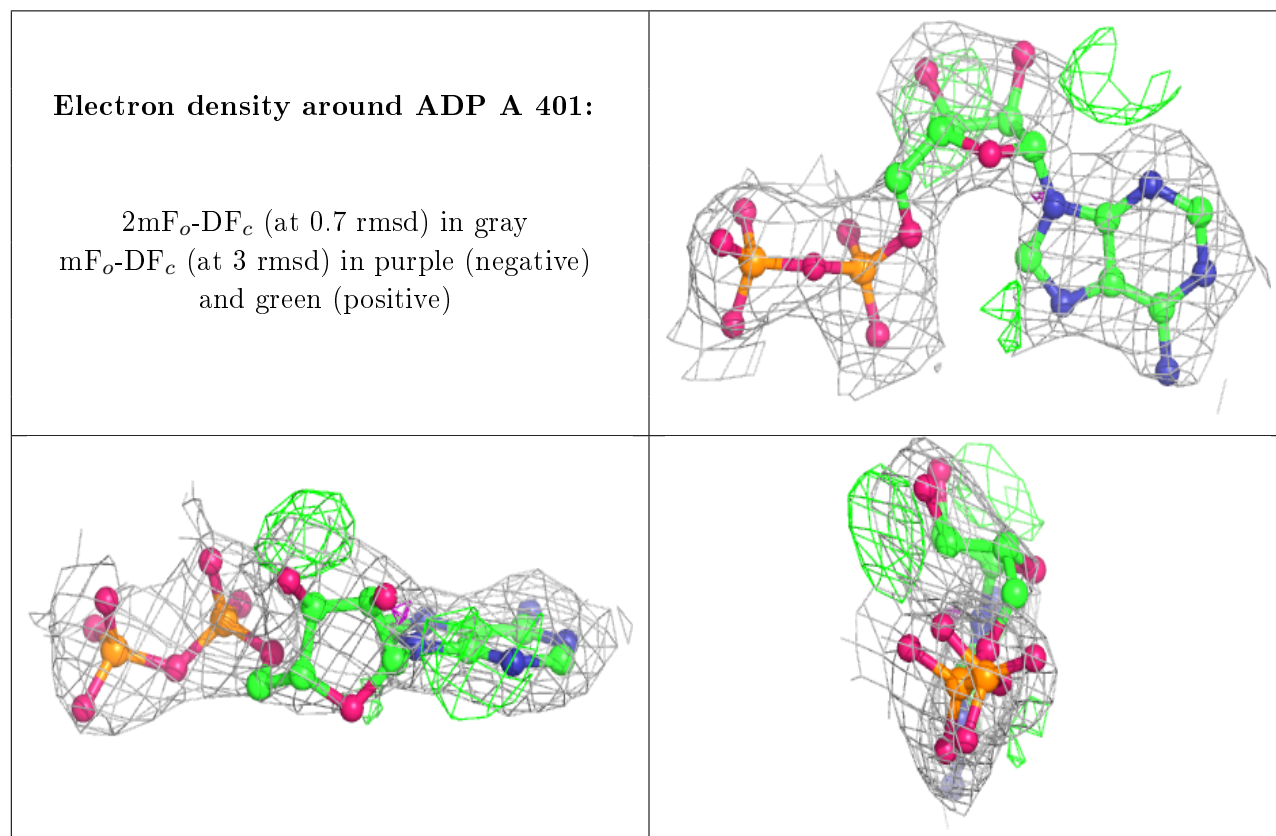 Electron density around ADP A 401:
2mFo-DFc (at 0.7 rmsd) in gray
mFo-DFc (at 3 rmsd) in purple (negative)
and green (positive)